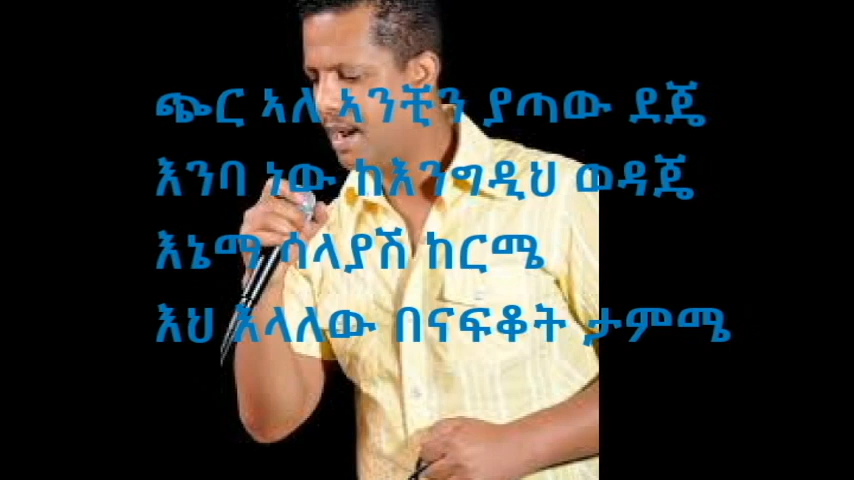 ጭር ኣለ ኣንቺን ያጣው ደጄ
እንባ ነው ከእንግዲህ ወዳጄ
እኔማ ሳላያሽ ከርሜ
እህ እላለው በናፍቆት ታምሜ